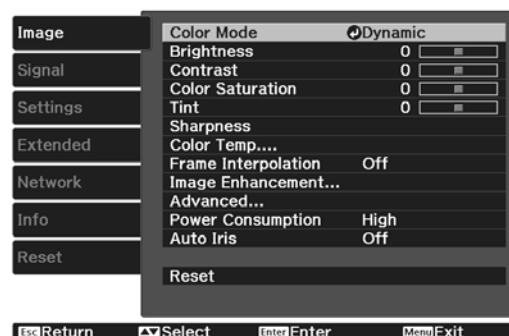 Image
Signal
Settings
Extended
Network
Info
Reset
Color Mode Dynamic
Brightness 0
Contrast 0
Color Saturation 0
Tint 0
Sharpness
Color Temp....
Frame Interpolation Off
Image Enhancement...
Advanced...
Power Consumption High
Auto Iris Off
Reset
Esc Return Select Enter Enter Menu Exit